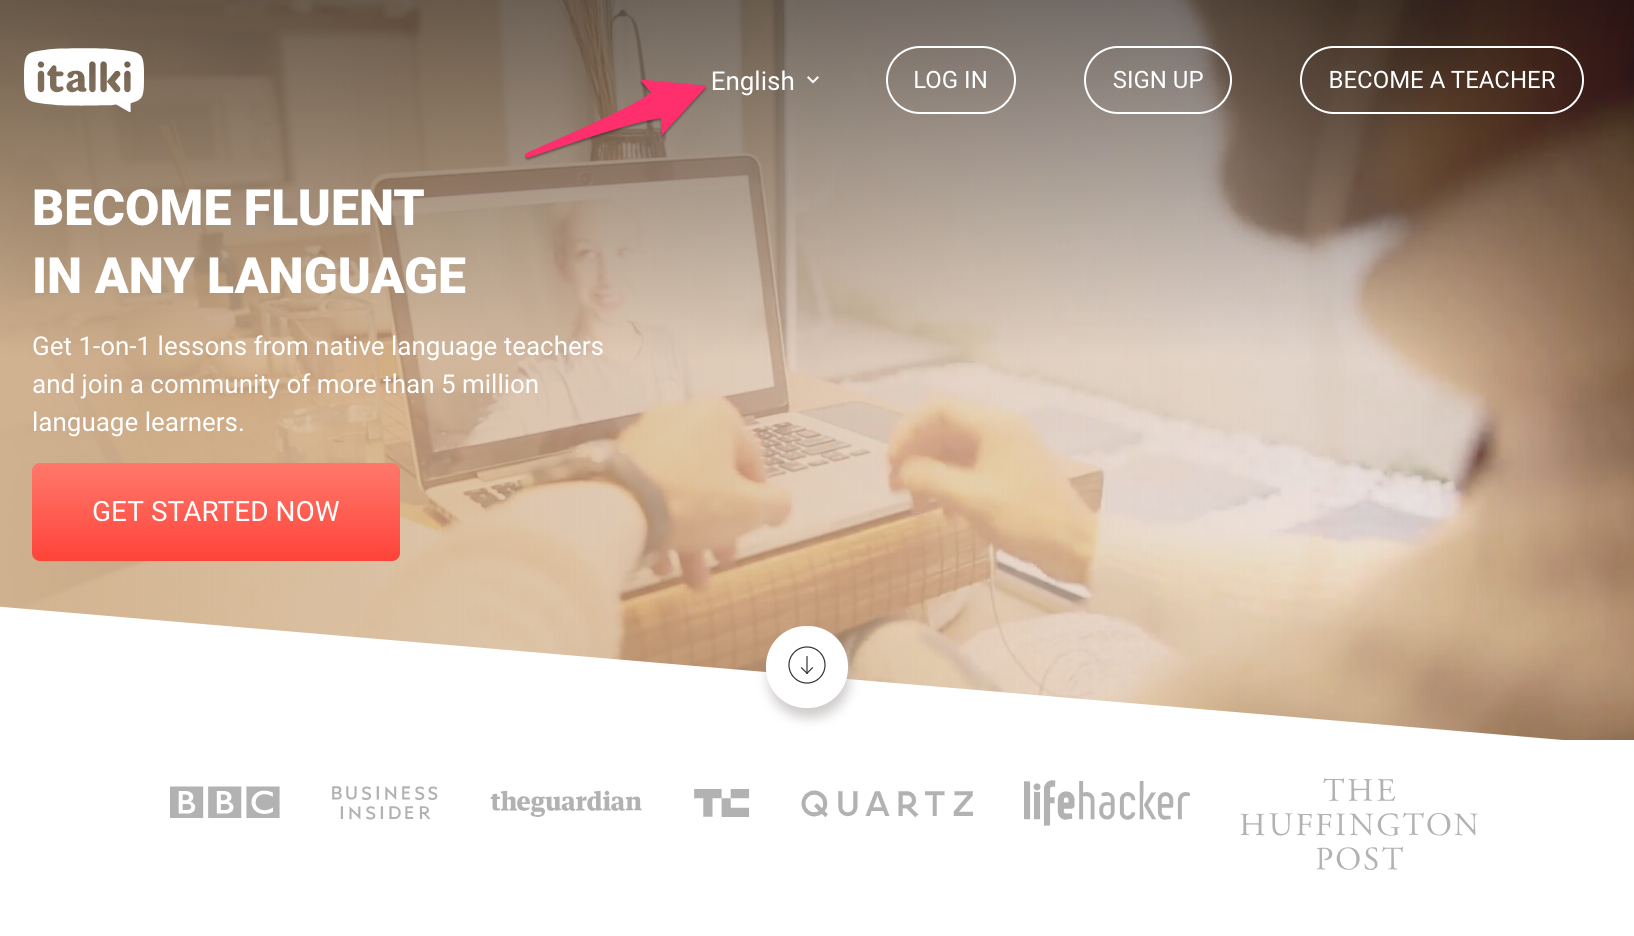 italki
English
LOG IN
SIGN UP
BECOME A TEACHER
BECOME FLUENT
IN ANY LANGUAGE
Get 1-on-1 lessons from native language teachers
and join a community of more than 5 million
language learners.
GET STARTED NOW
BBC
BUSINESS
INSIDER
theguardian
TC
QUARTZ
lifehacker
THE
HUFFINGTON
POST